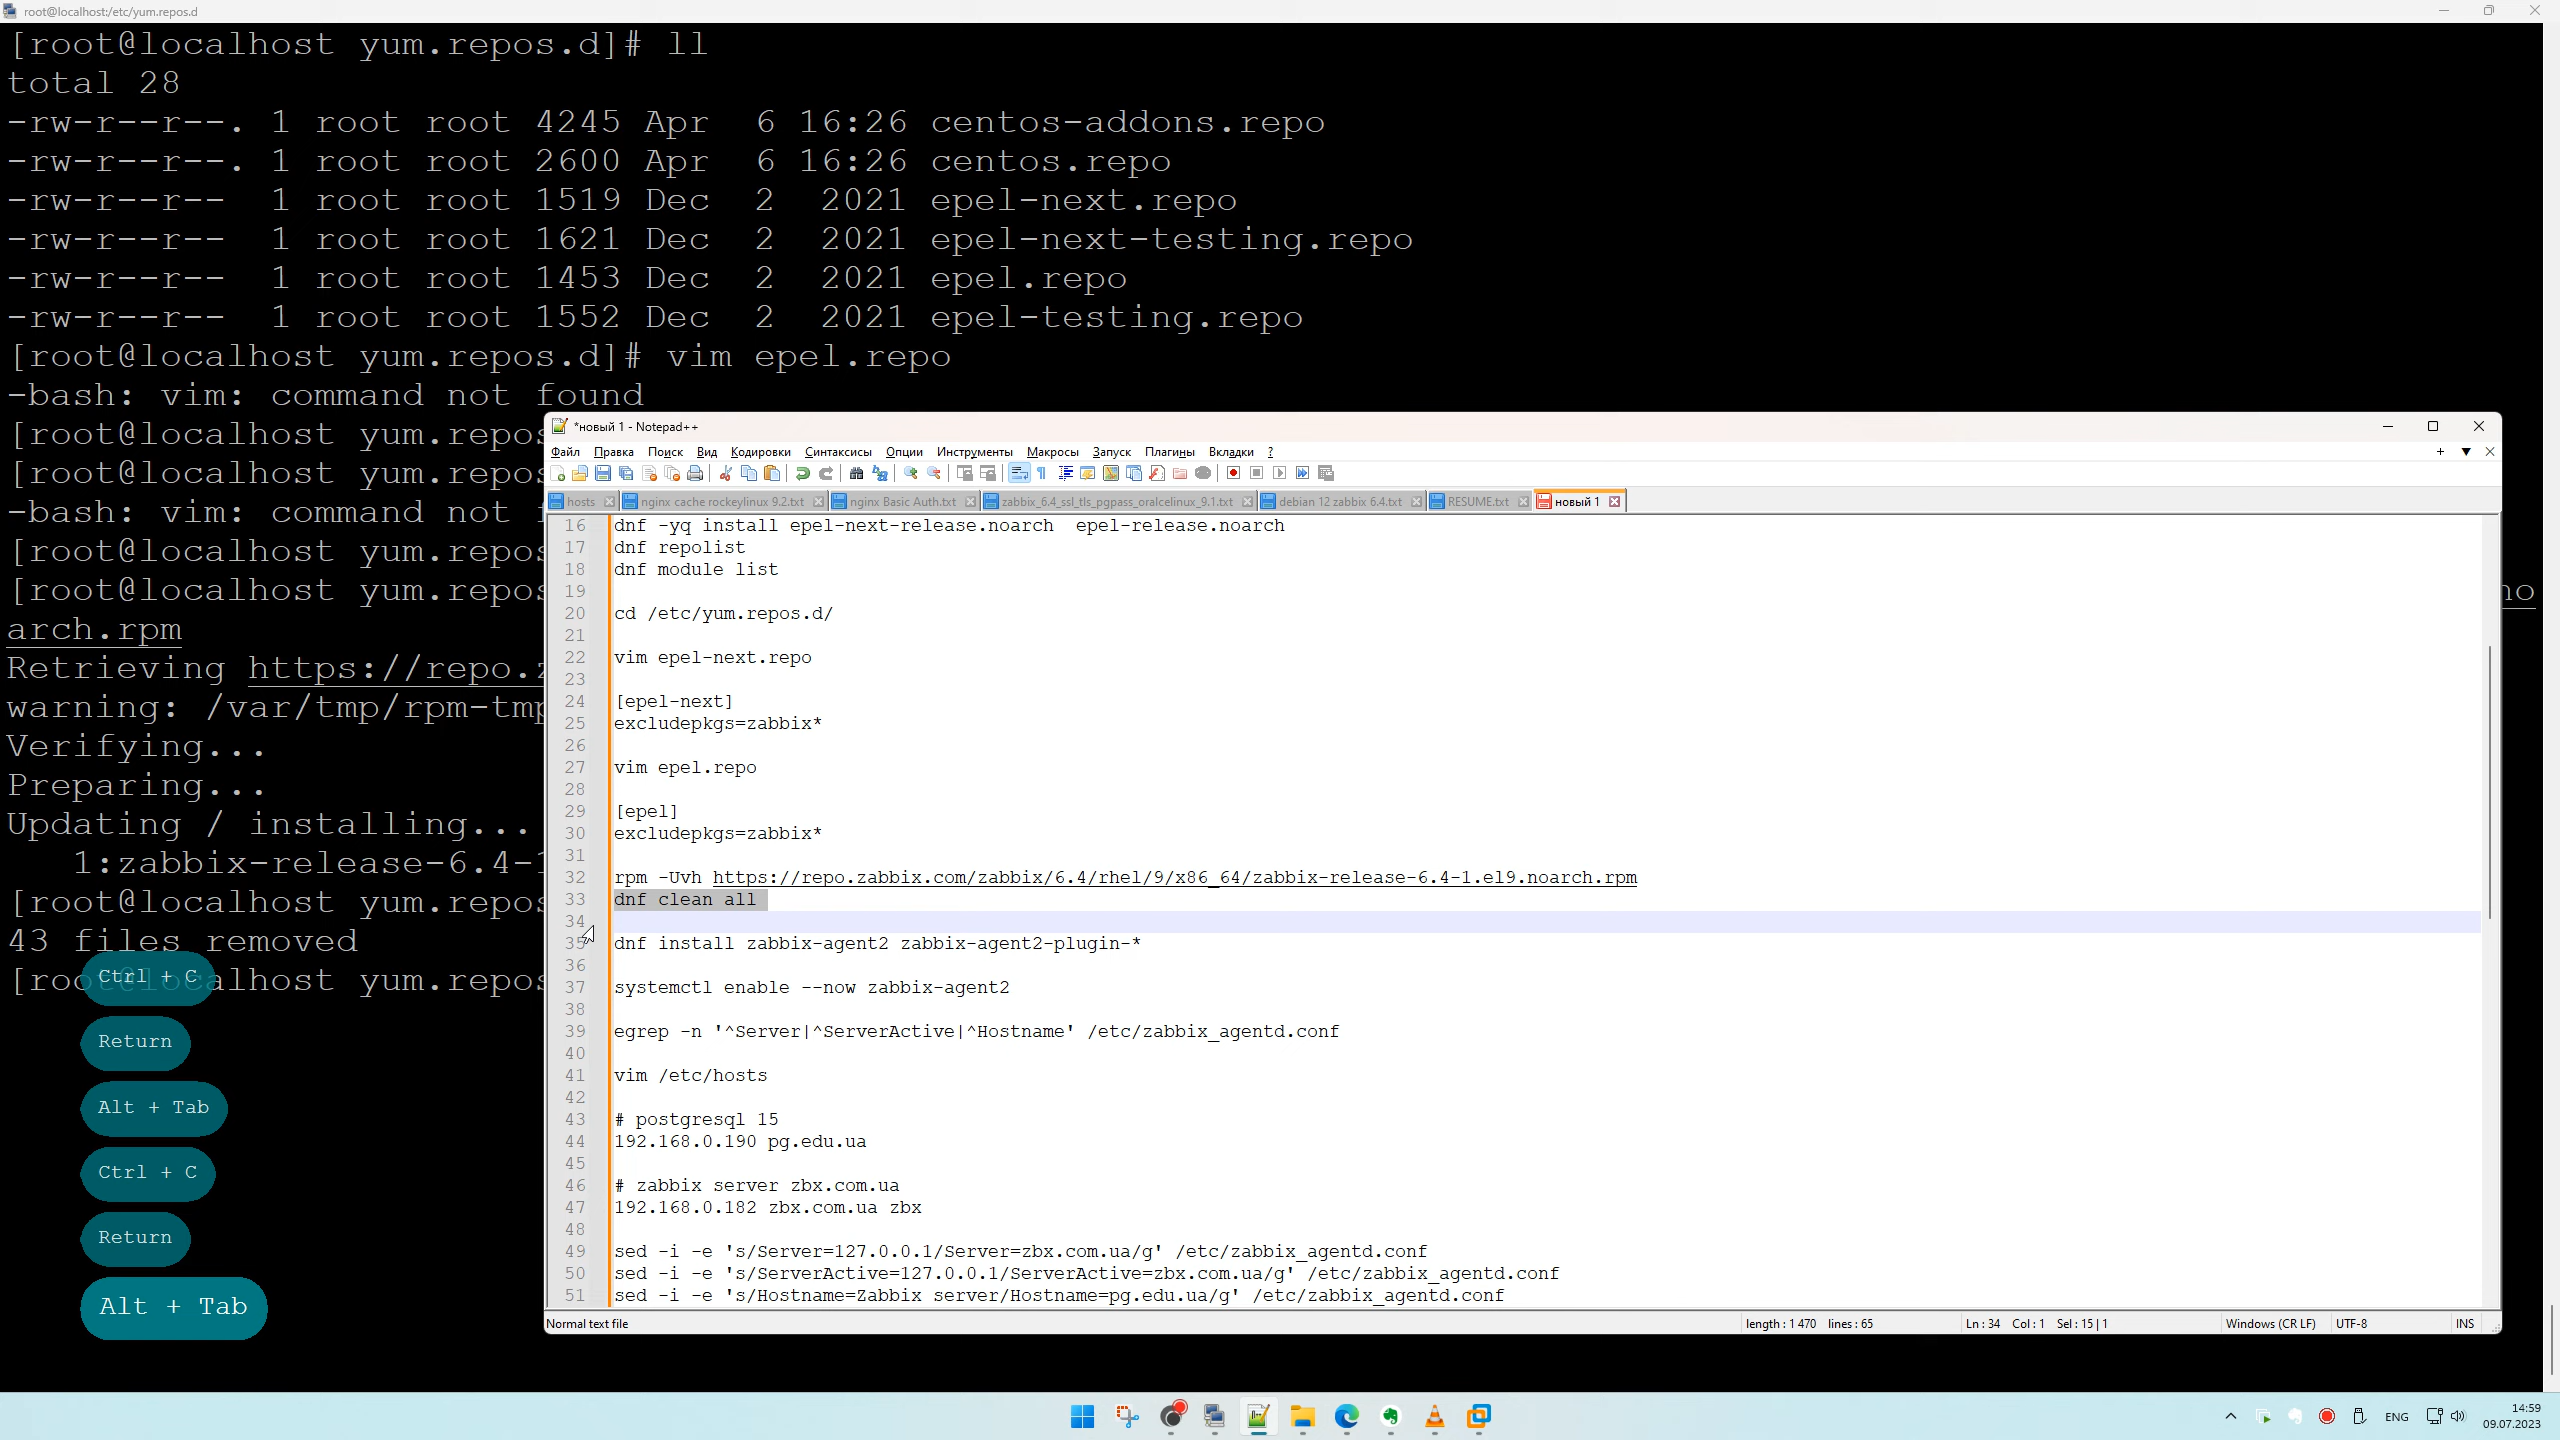 root@localhost:/etc/yum.repos.d
[root@localhost yum.repos.d]# ll
total 28
-rw-r--r--. 1 root root 4245 Apr  6 16:26 centos-addons.repo
-rw-r--r--. 1 root root 2600 Apr  6 16:26 centos.repo
-rw-r--r--  1 root root 1519 Dec  2  2021 epel-next.repo
-rw-r--r--  1 root root 1621 Dec  2  2021 epel-next-testing.repo
-rw-r--r--  1 root root 1453 Dec  2  2021 epel.repo
-rw-r--r--  1 root root 1552 Dec  2  2021 epel-testing.repo
[root@localhost yum.repos.d]# vim epel.repo
-bash: vim: command not found
[root@localhost yum.repos
[root@localhost yum.repos
-bash: vim: command not
[root@localhost yum.repos
[root@localhost yum.repos
arch.rpm
Retrieving https://repo.z
warning: /var/tmp/rpm-tmp
Verifying...
Preparing...
Updating / installing...
1:zabbix-release-6.4-1
[root@localhost yum.repos
43 files removed
[root@localhost yum.repos
Ctrl + C
Return
Alt + Tab
Ctrl + C
Return
Alt + Tab
*новый 1 - Notepad++
Файл Правка Поиск Вид Кодировки Синтаксисы Опции Инструменты Макросы Запуск Плагины Вкладки ?
hosts nginx cache rockeylinux 9.2.txt nginx Basic Auth.txt zabbix_6.4_ssl_tls_pgpass_oralcelinux_9.1.txt debian 12 zabbix 6.4.txt RESUME.txt новый 1
16 dnf -yq install epel-next-release.noarch  epel-release.noarch
17 dnf repolist
18 dnf module list
19
20 cd /etc/yum.repos.d/
21
22 vim epel-next.repo
23
24 [epel-next]
25 excludepkgs=zabbix*
26
27 vim epel.repo
28
29 [epel]
30 excludepkgs=zabbix*
31
32 rpm -Uvh https://repo.zabbix.com/zabbix/6.4/rhel/9/x86_64/zabbix-release-6.4-1.el9.noarch.rpm
33 dnf clean all
34
35 dnf install zabbix-agent2 zabbix-agent2-plugin-*
36
37 systemctl enable --now zabbix-agent2
38
39 egrep -n '^Server|^ServerActive|^Hostname' /etc/zabbix_agentd.conf
40
41 vim /etc/hosts
42
43 # postgresql 15
44 192.168.0.190 pg.edu.ua
45
46 # zabbix server zbx.com.ua
47 192.168.0.182 zbx.com.ua zbx
48
49 sed -i -e 's/Server=127.0.0.1/Server=zbx.com.ua/g' /etc/zabbix_agentd.conf
50 sed -i -e 's/ServerActive=127.0.0.1/ServerActive=zbx.com.ua/g' /etc/zabbix_agentd.conf
51 sed -i -e 's/Hostname=Zabbix server/Hostname=pg.edu.ua/g' /etc/zabbix_agentd.conf
Normal text file length : 1 470 lines : 65 Ln : 34 Col : 1 Sel : 15 | 1 Windows (CR LF) UTF-8 INS
ENG 14:59
09.07.2023